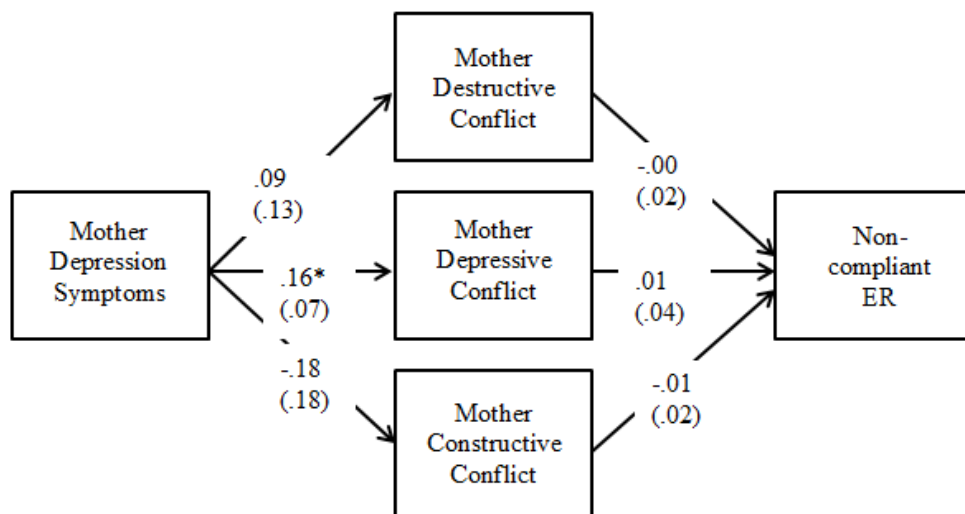 Mother
Destructive
Conflict
.09
(.13)
-.00
(.02)
Mother
Depression
Symptoms
.16*
(.07)
Mother
Depressive
Conflict
.01
(.04)
Non-
compliant
ER
-.18
(.18)
Mother
Constructive
Conflict
-.01
(.02)